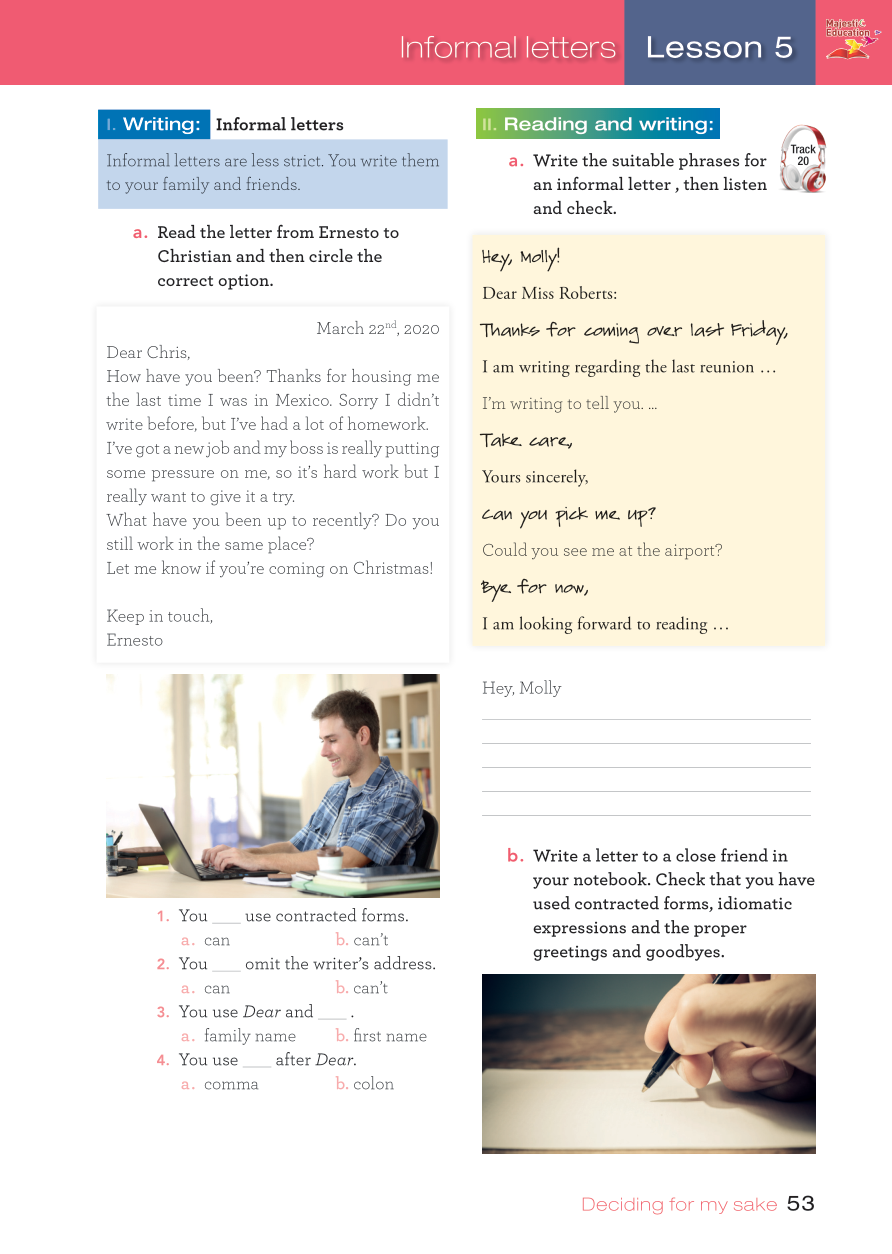 Informal letters Lesson 5
Majestic Education
I. Writing: Informal letters
Informal letters are less strict. You write them
to your family and friends.
a. Read the letter from Ernesto to
Christian and then circle the
correct option.
March 22nd, 2020
Dear Chris,
How have you been? Thanks for housing me
the last time I was in Mexico. Sorry I didn't
write before, but I've had a lot of homework.
I've got a new job and my boss is really putting
some pressure on me, so it's hard work but I
really want to give it a try.
What have you been up to recently? Do you
still work in the same place?
Let me know if you're coming on Christmas!
Keep in touch,
Ernesto
1. You ___ use contracted forms.
a. can b. can't
2. You ___ omit the writer's address.
a. can b. can't
3. You use Dear and ___ .
a. family name b. first name
4. You use ___ after Dear.
a. comma b. colon
II. Reading and writing:
a. Write the suitable phrases for
an informal letter , then listen
and check.
Track
20
Hey, Molly!
Dear Miss Roberts:
Thanks for coming over last Friday,
I am writing regarding the last reunion …
I'm writing to tell you. ...
Take care,
Yours sincerely,
Can you pick me up?
Could you see me at the airport?
Bye for now,
I am looking forward to reading …
Hey, Molly
b. Write a letter to a close friend in
your notebook. Check that you have
used contracted forms, idiomatic
expressions and the proper
greetings and goodbyes.
Deciding for my sake 53